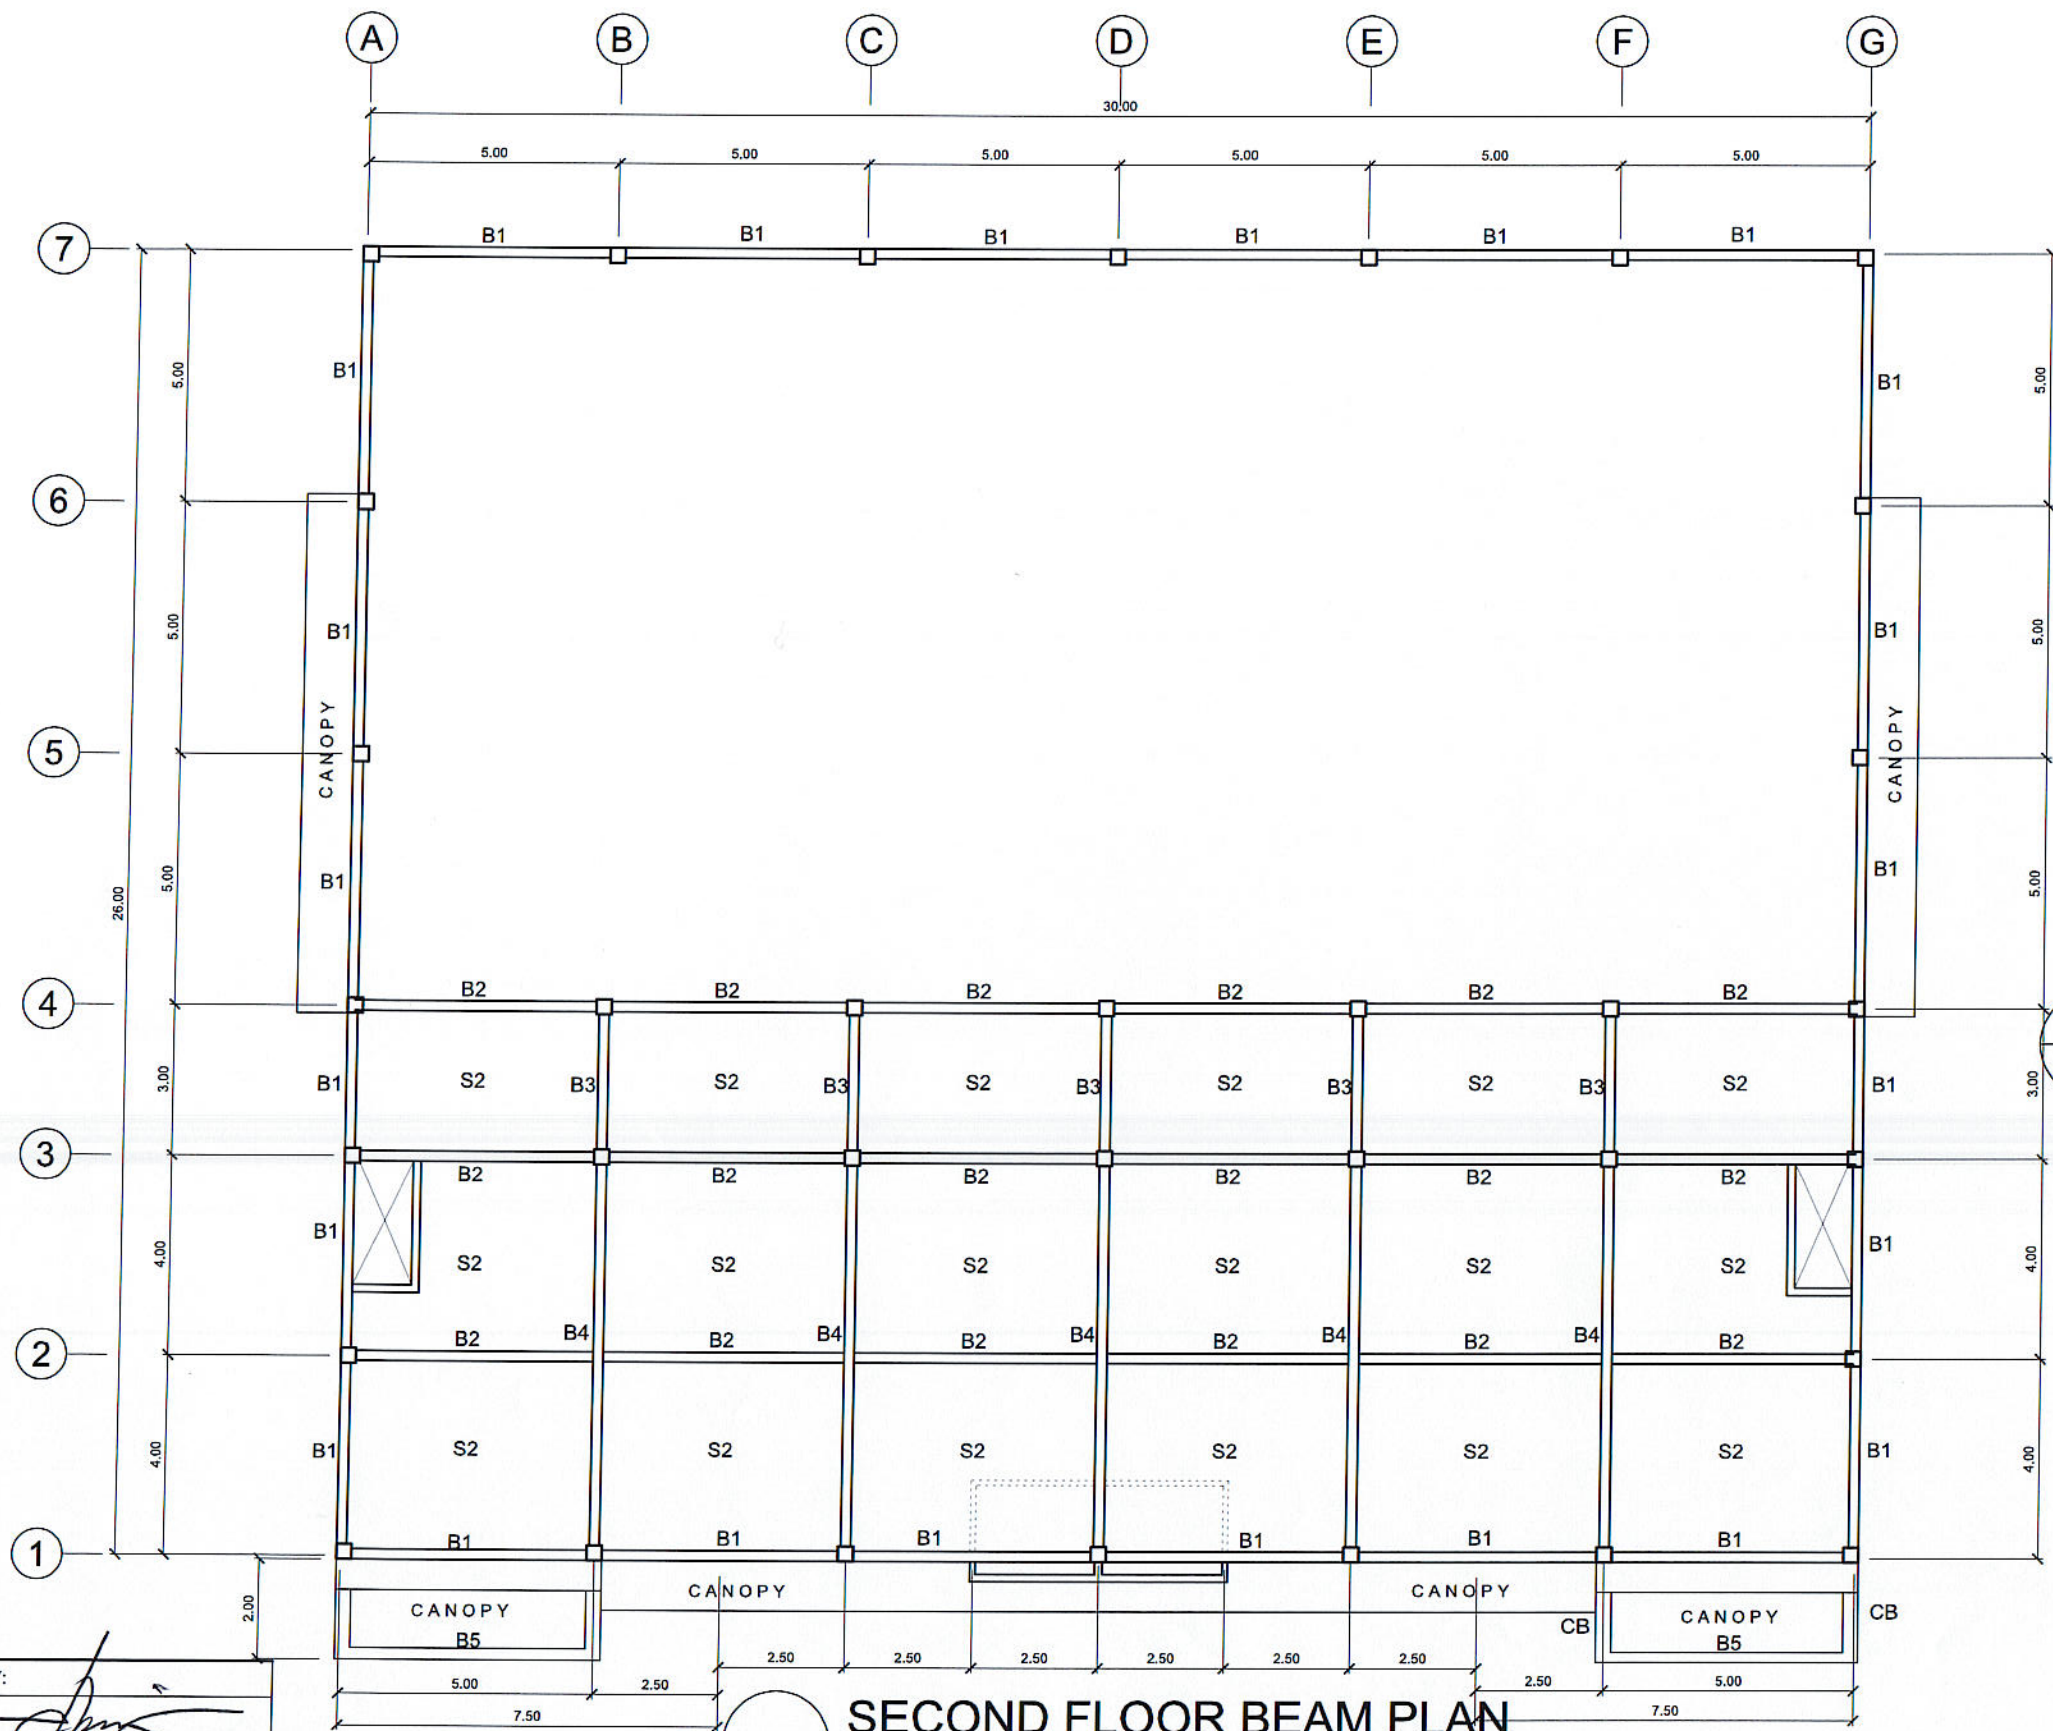 A B C D E F G
30.00
5.00 5.00 5.00 5.00 5.00 5.00
7 B1 B1 B1 B1 B1 B1
B1 5.00 B1 5.00
6
B1 5.00 B1 5.00
CANOPY CANOPY
5
26.00 5.00 B1 B1 5.00
4 B2 B2 B2 B2 B2 B2
3.00 B1 S2 B3 S2 B3 S2 B3 S2 B3 S2 B3 S2 B1 3.00
3
B2 B2 B2 B2 B2 B2
4.00 B1 S2 S2 S2 S2 S2 S2 B1 4.00
B4 B4 B4 B4 B4
2 B2 B2 B2 B2 B2 B2
4.00 B1 S2 S2 S2 S2 S2 S2 B1 4.00
1 B1 B1 B1 B1 B1 B1
CANOPY CANOPY
2.00 CANOPY CB CANOPY CB
B5 B5
2.50 2.50 2.50 2.50 2.50 2.50
5.00 2.50 2.50 5.00
7.50 7.50
SECOND FLOOR BEAM PLAN